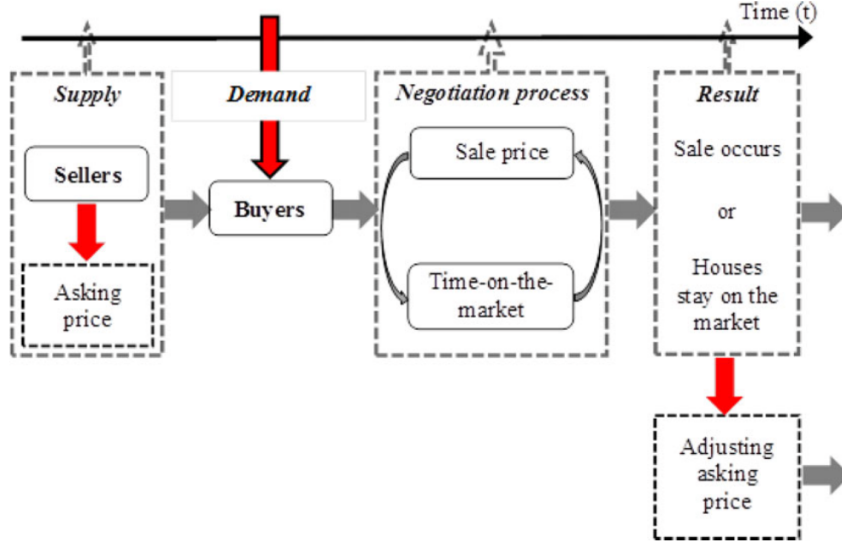 Time (t)
Supply
Sellers
Asking
price
Demand
Buyers
Negotiation process
Sale price
Time-on-the-
market
Result
Sale occurs
or
Houses
stay on the
market
Adjusting
asking
price